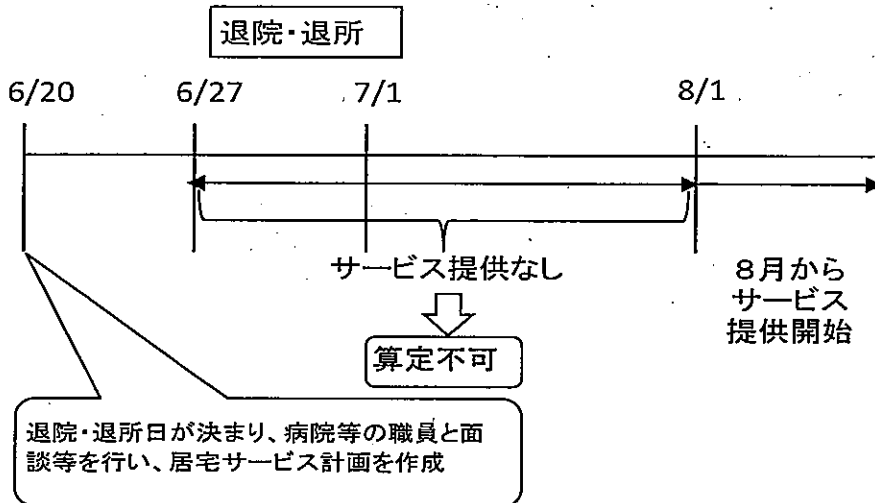 退院・退所
6/20 6/27 7/1 8/1
サービス提供なし
8月から
サービス
提供開始
算定不可
退院・退所日が決まり、病院等の職員と面
談等を行い、居宅サービス計画を作成